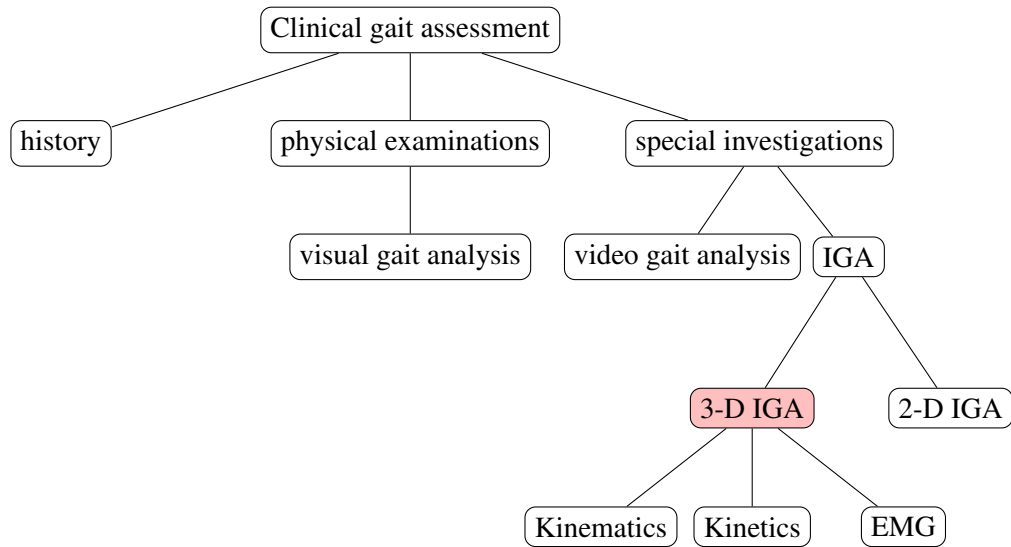 Clinical gait assessment
history
physical examinations
special investigations
visual gait analysis
video gait analysis
IGA
3-D IGA
2-D IGA
Kinematics
Kinetics
EMG